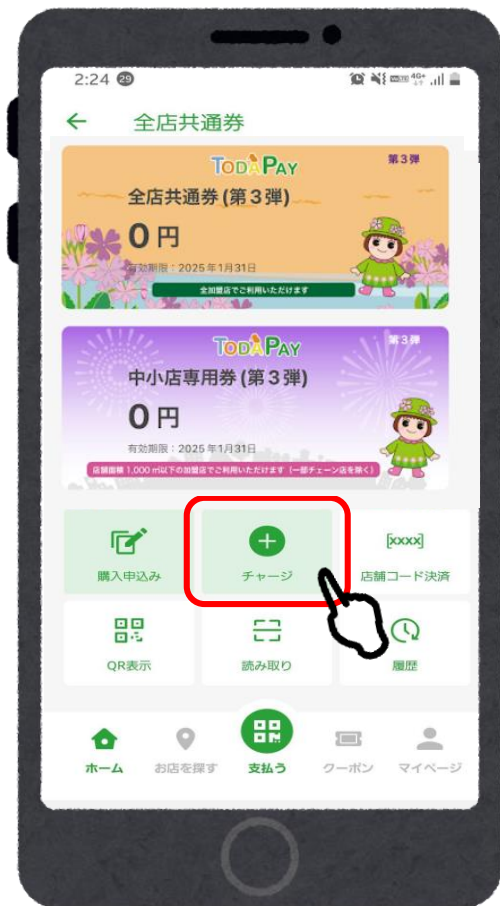 2:24 29 4G+
← 全店共通券
TODAPAY 第3弾
全店共通券(第3弾)
0円
有効期限：2025年1月31日
全加盟店でご利用いただけます
TODAPAY 第3弾
中小店専用券(第3弾)
0円
有効期限：2025年1月31日
店舗面積 1,000 ㎡以下の加盟店でご利用いただけます（一部チェーン店を除く）
購入申込み チャージ [xxxx] 店舗コード決済
QR表示 読み取り 履歴
ホーム お店を探す 支払う クーポン マイページ